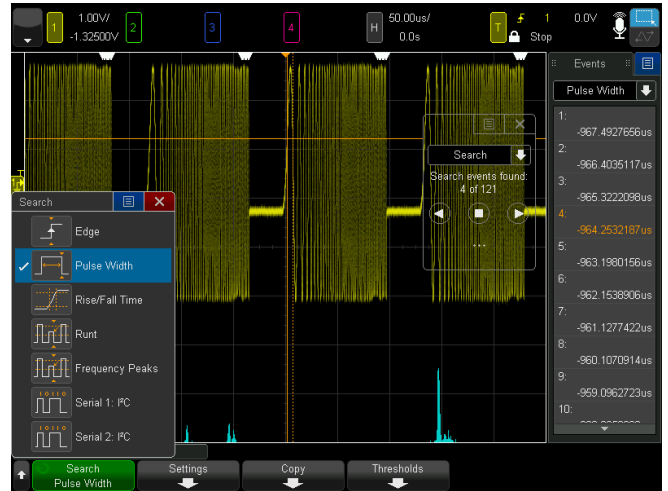 1
1.00V/
-1.32500V
2
3
4
H
50.00us/
0.0s
T
1
Stop
0.0V
Events
Pulse Width
1:
-967.4927656us
2:
-966.4035117us
3:
-965.3222098us
4:
-964.2532187us
5:
-963.1980156us
6:
-962.1538906us
7:
-961.1277422us
8:
-960.1070914us
9:
-959.0962723us
10:
Search
Search events found:
4 of 121
...
Search
Edge
Pulse Width
Rise/Fall Time
Runt
Frequency Peaks
Serial 1: I²C
Serial 2: I²C
Search
Pulse Width
Settings
Copy
Thresholds